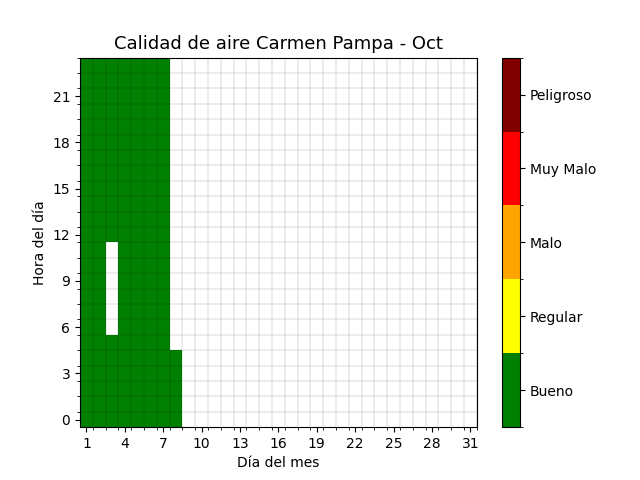 Calidad de aire Carmen Pampa - Oct
Hora del día
21
18
15
12
9
6
3
0
1 4 7 10 13 16 19 22 25 28 31
Día del mes
Peligroso
Muy Malo
Malo
Regular
Bueno